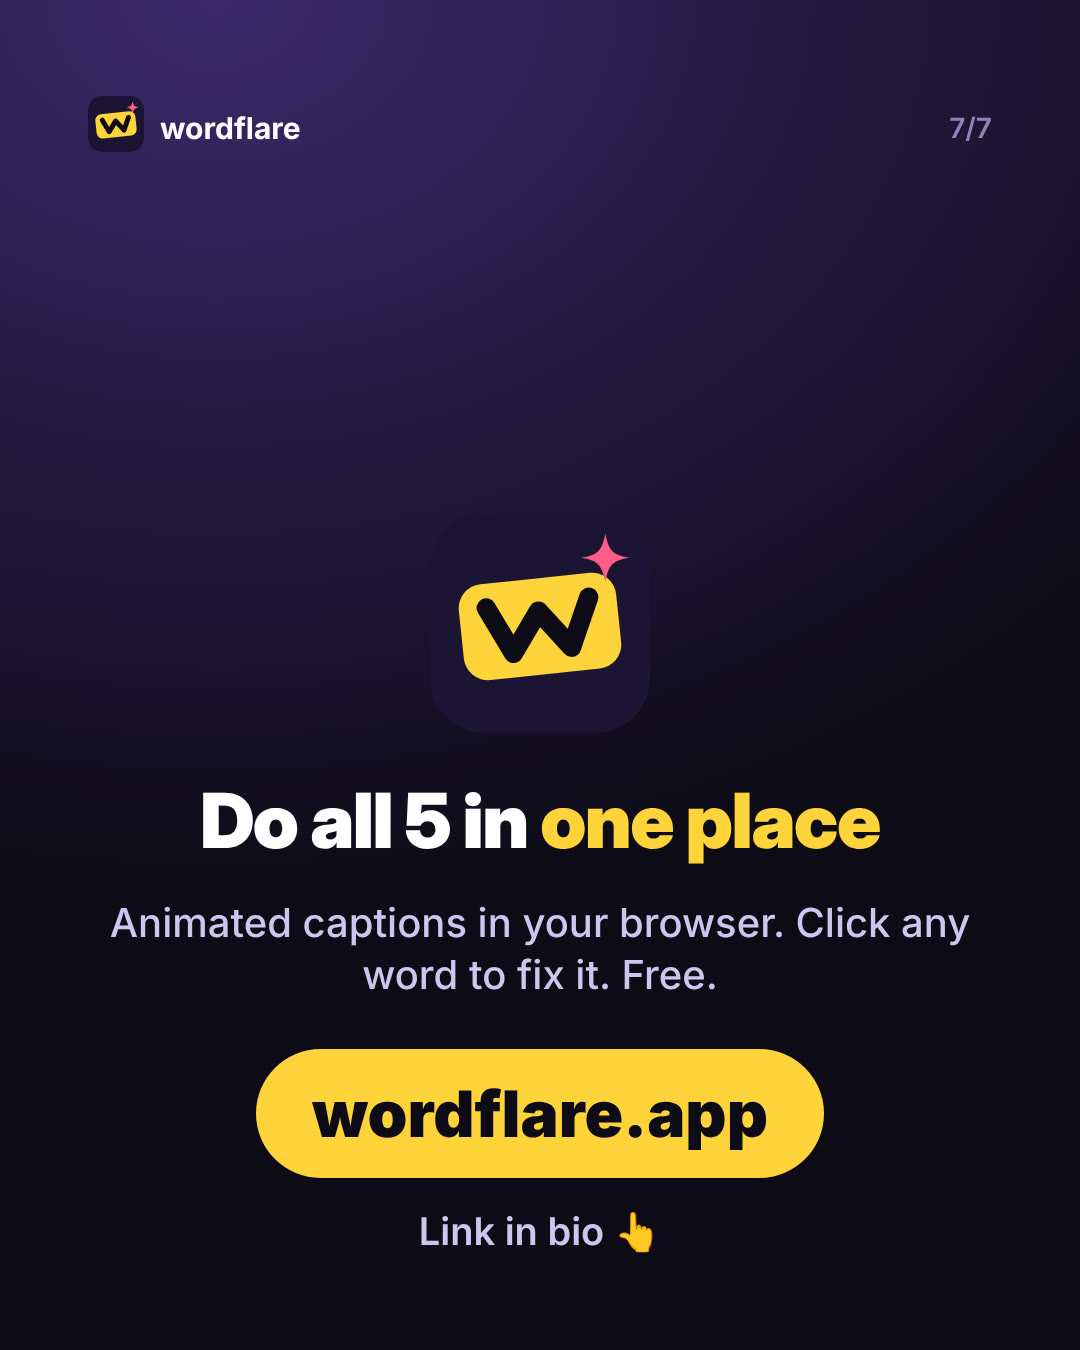 wordflare
7/7
W
Do all 5 in one place
Animated captions in your browser. Click any
word to fix it. Free.
wordflare.app
Link in bio 👆